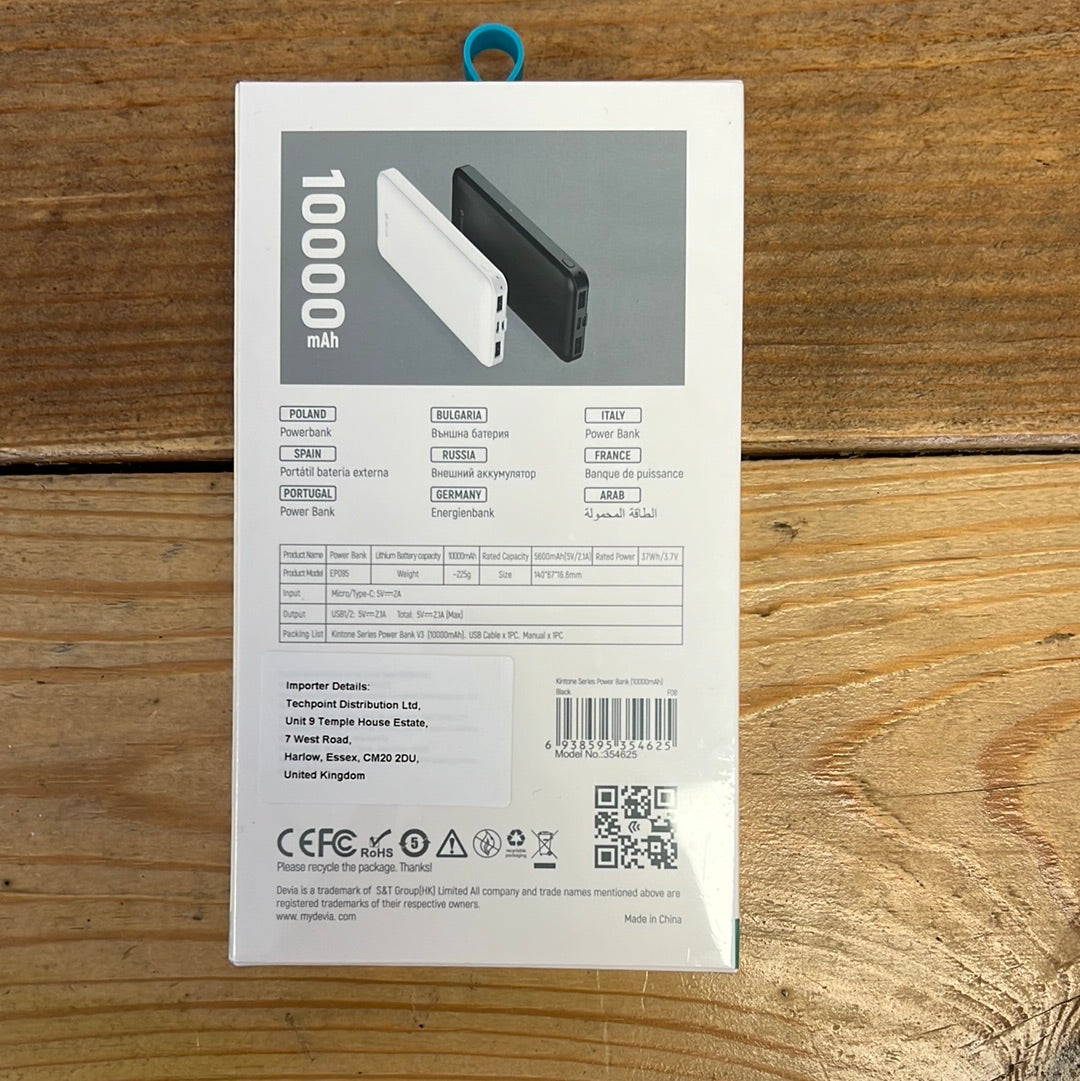 10000
mAh
POLAND
Powerbank
BULGARIA
Външна батерия
ITALY
Power Bank
SPAIN
Portátil batería externa
RUSSIA
Внешний аккумулятор
FRANCE
Banque de puissance
PORTUGAL
Power Bank
GERMANY
Energienbank
ARAB
الطاقة المحمولة
Product Name Power Bank Lithium Battery capacity 10000mAh Rated Capacity 5600mAh(5V/2.1A) Rated Power 37Wh/3.7V
Product Model EP095 Weight ~225g Size 140*67*16.6mm
Input Micro/Type-C: 5V⎓2A
Output USB1/2: 5V⎓2.1A Total: 5V⎓2.1A (Max)
Packing List Kintone Series Power Bank V3 (10000mAh). USB Cable x 1PC. Manual x 1PC
Importer Details:
Techpoint Distribution Ltd,
Unit 9 Temple House Estate,
7 West Road,
Harlow, Essex, CM20 2DU,
United Kingdom
Kintone Series Power Bank (10000mAh)
Black F08
6 938595 354625
Model No.:354625
CE FC RoHS 5
recyclable
packaging
Please recycle the package. Thanks!
Devia is a trademark of S&T Group(HK) Limited All company and trade names mentioned above are
registered trademarks of their respective owners.
www. mydevia. com
Made in China